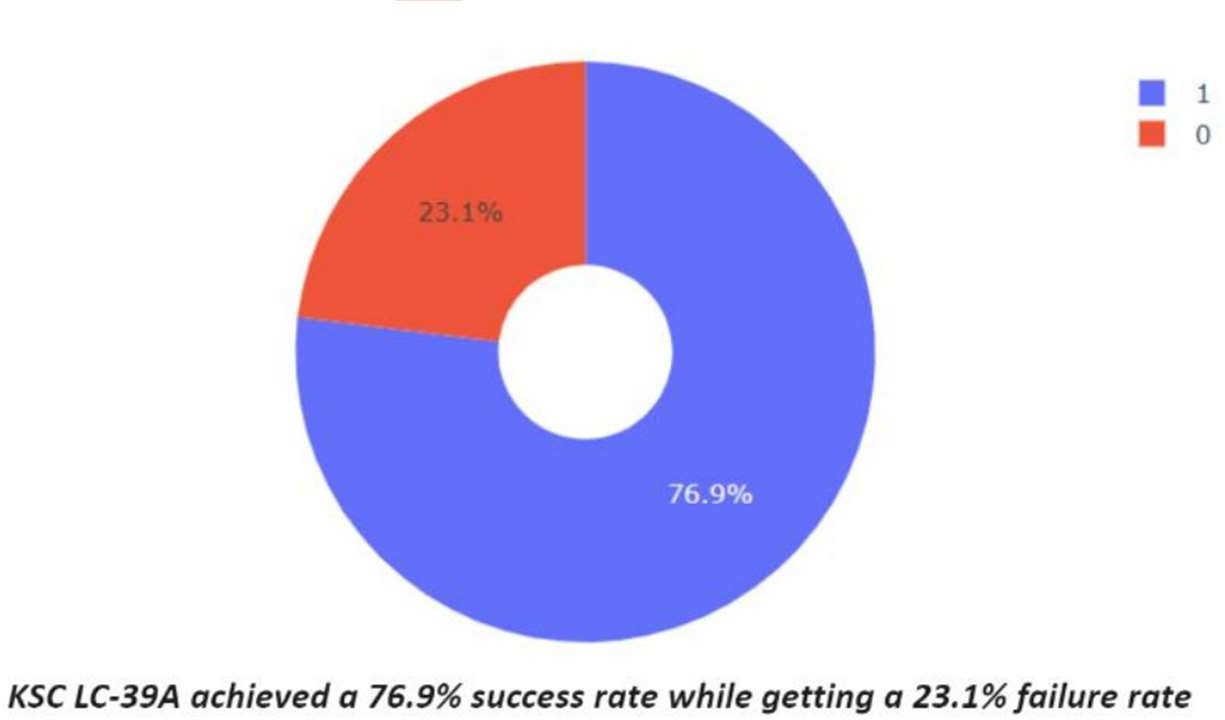 1
0
23.1%
76.9%
KSC LC-39A achieved a 76.9% success rate while getting a 23.1% failure rate